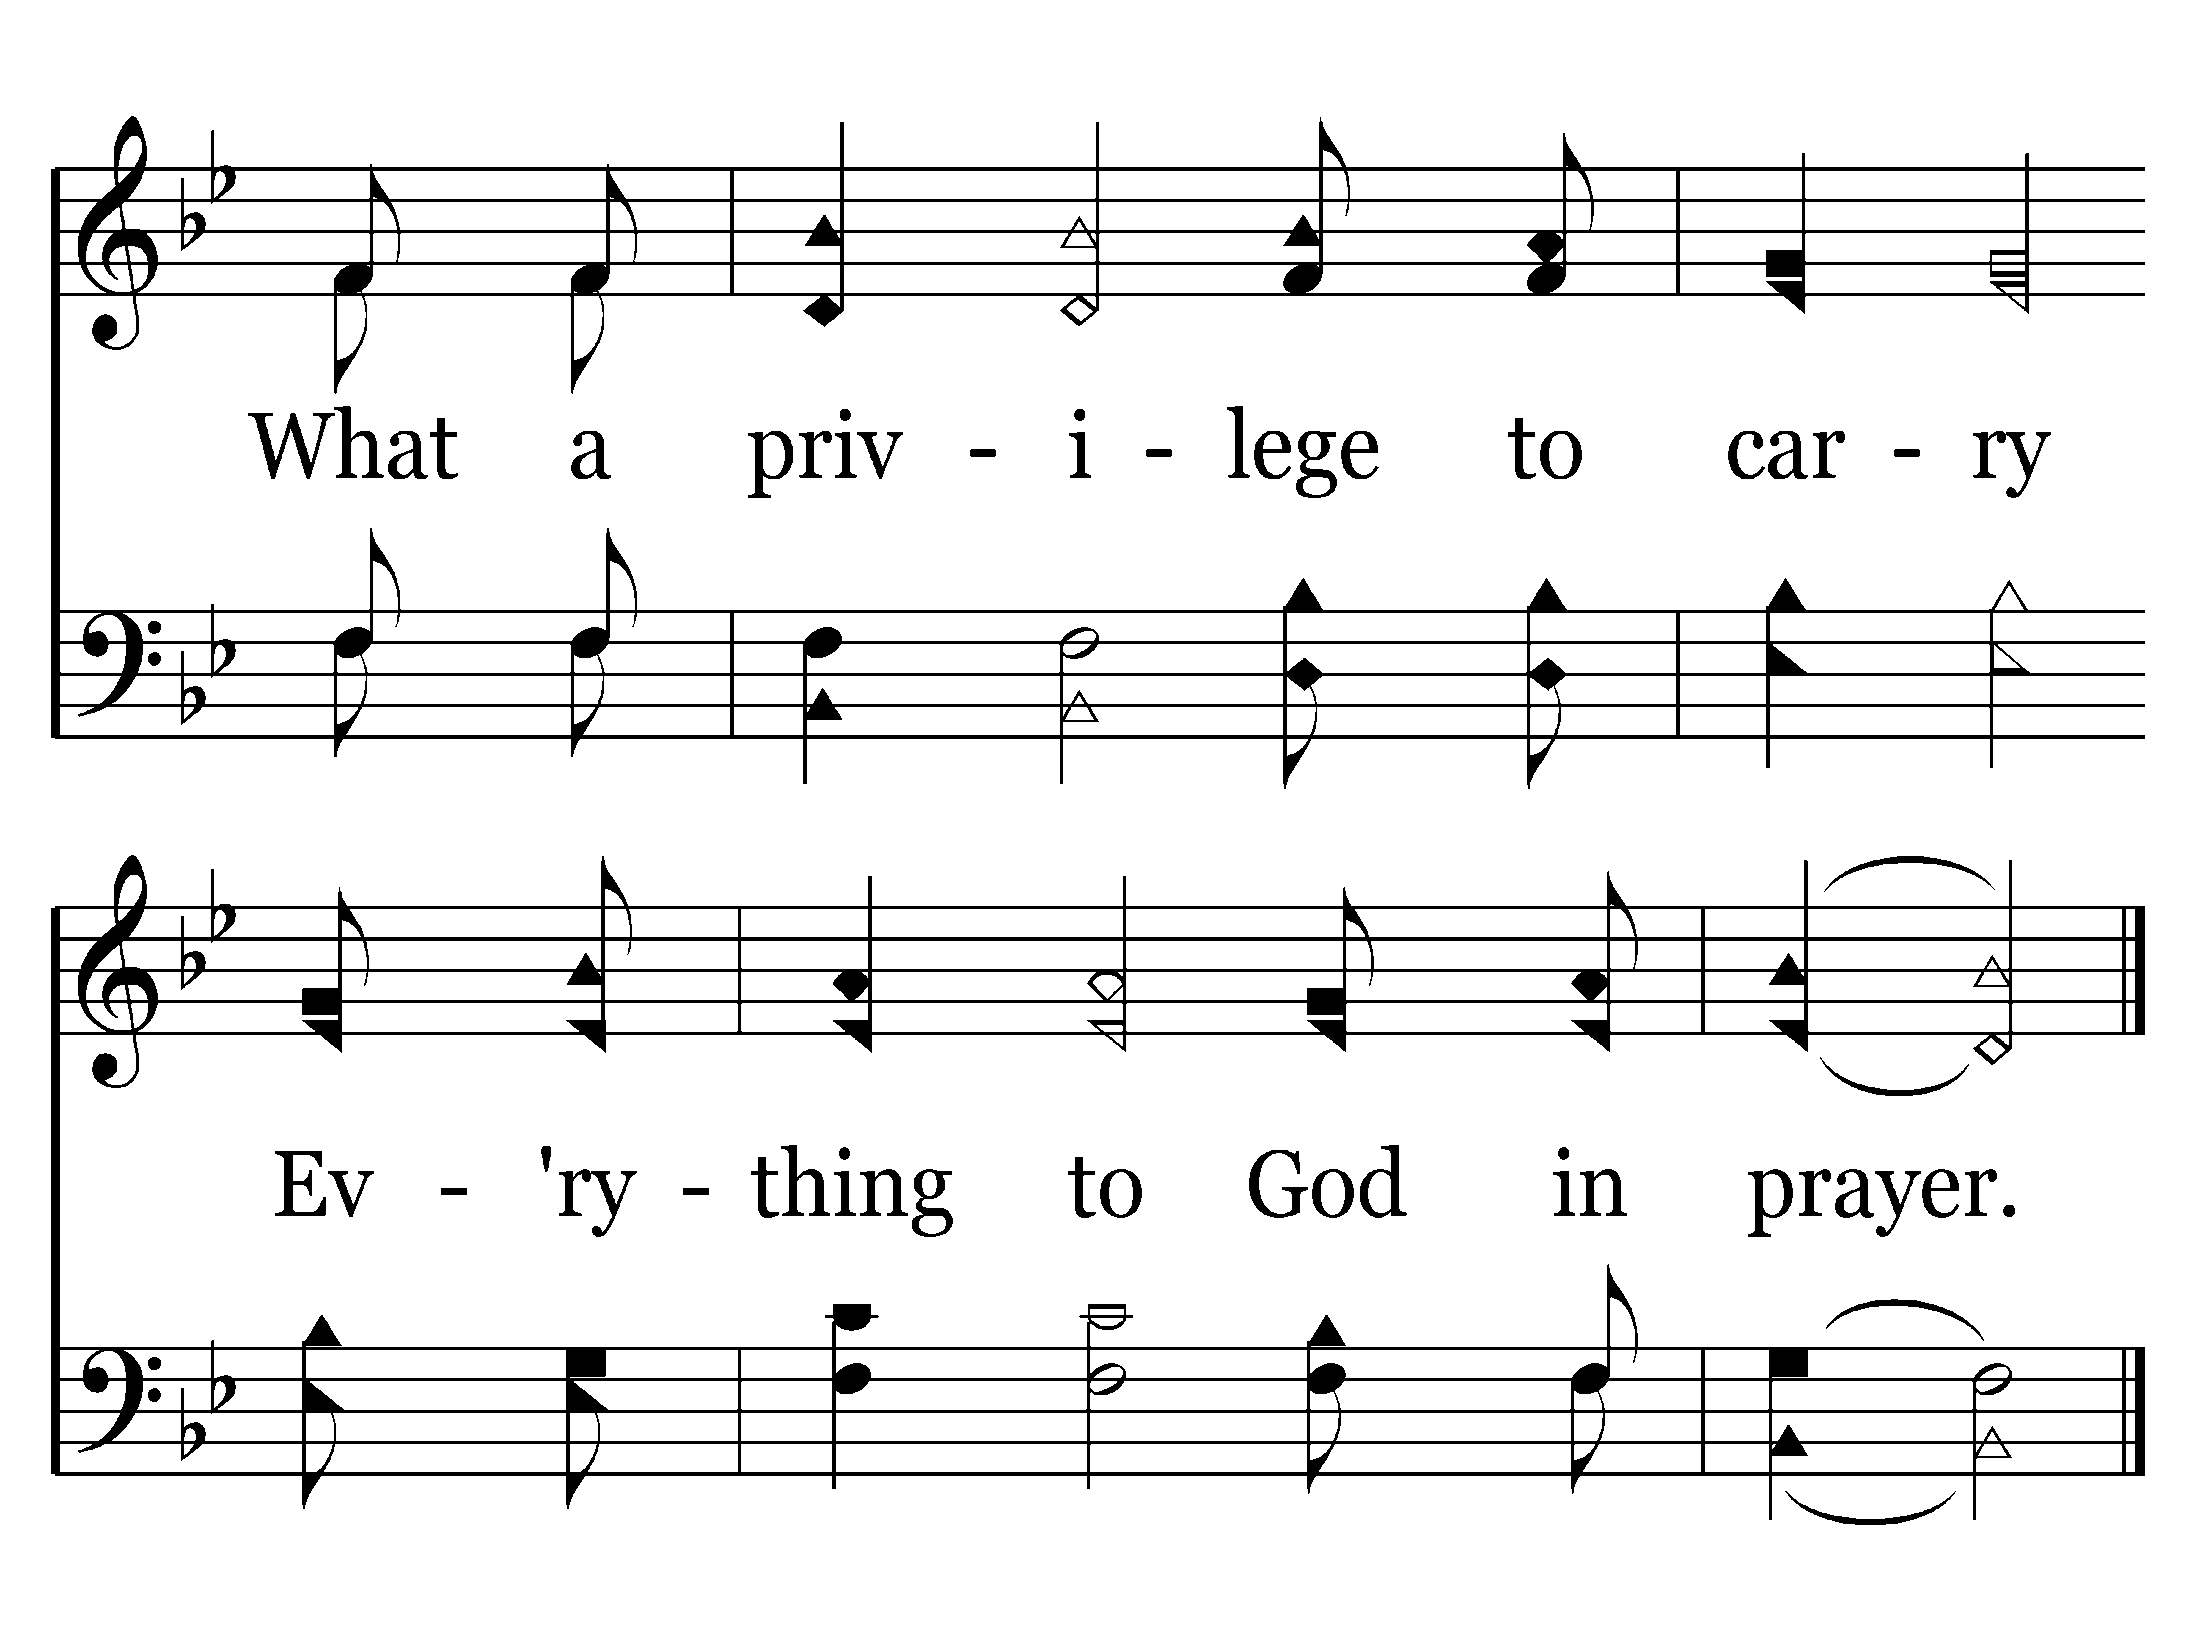 What a priv - i - lege to car - ry
Ev - 'ry - thing to God in prayer.